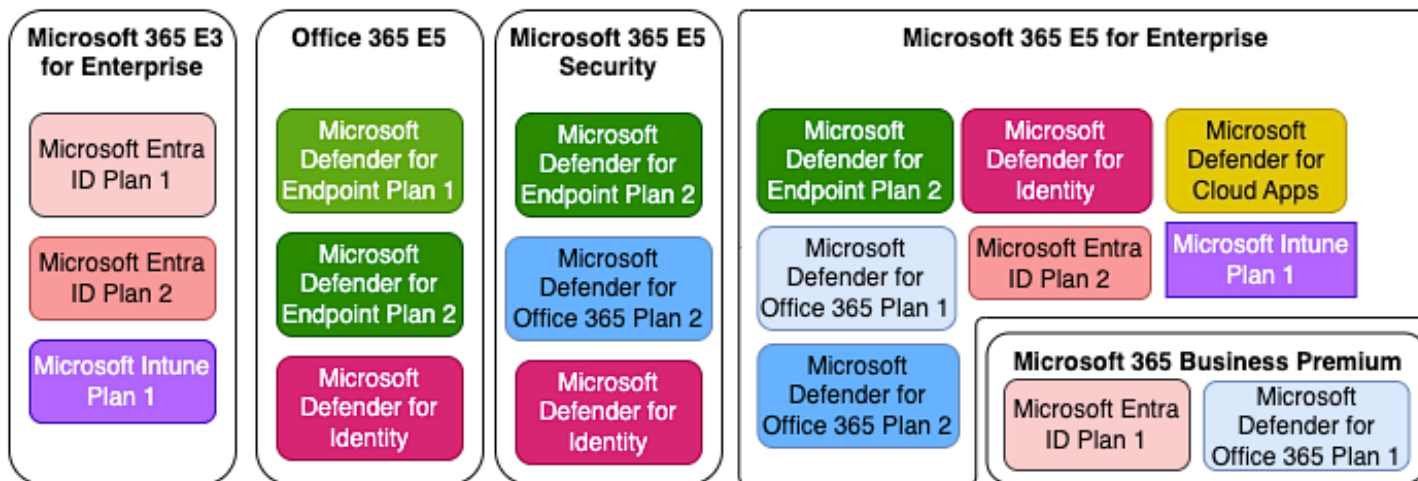 Microsoft 365 E3
for Enterprise
Microsoft Entra
ID Plan 1
Microsoft Entra
ID Plan 2
Microsoft Intune
Plan 1
Office 365 E5
Microsoft
Defender for
Endpoint Plan 1
Microsoft
Defender for
Endpoint Plan 2
Microsoft
Defender for
Identity
Microsoft 365 E5
Security
Microsoft
Defender for
Endpoint Plan 2
Microsoft
Defender for
Office 365 Plan 2
Microsoft
Defender for
Identity
Microsoft 365 E5 for Enterprise
Microsoft
Defender for
Endpoint Plan 2
Microsoft
Defender for
Identity
Microsoft
Defender for
Cloud Apps
Microsoft
Defender for
Office 365 Plan 1
Microsoft Entra
ID Plan 2
Microsoft Intune
Plan 1
Microsoft
Defender for
Office 365 Plan 2
Microsoft 365 Business Premium
Microsoft Entra
ID Plan 1
Microsoft
Defender for
Office 365 Plan 1